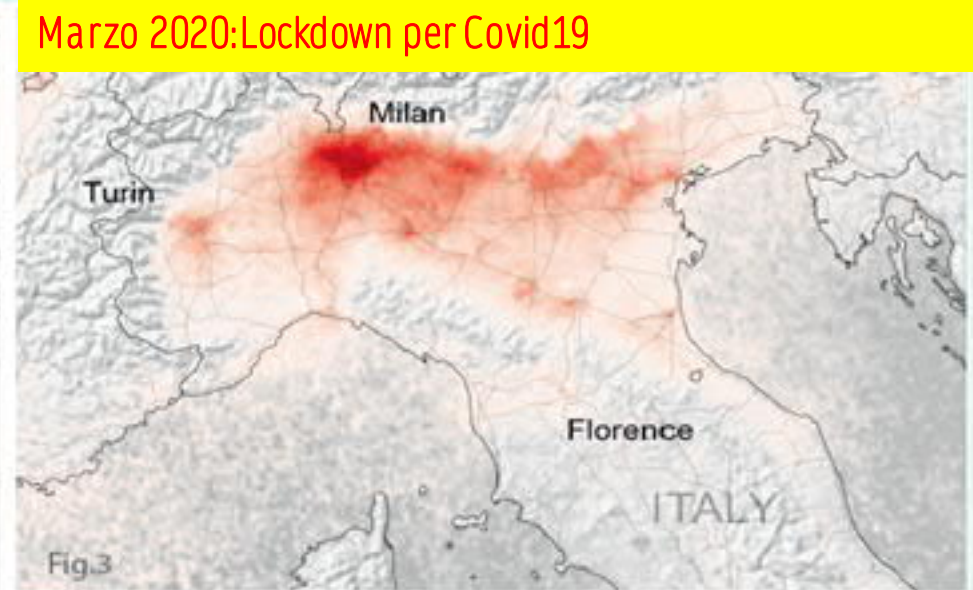 Marzo 2020:Lockdown per Covid19
Milan
Turin
Florence
ITALY
Fig.3